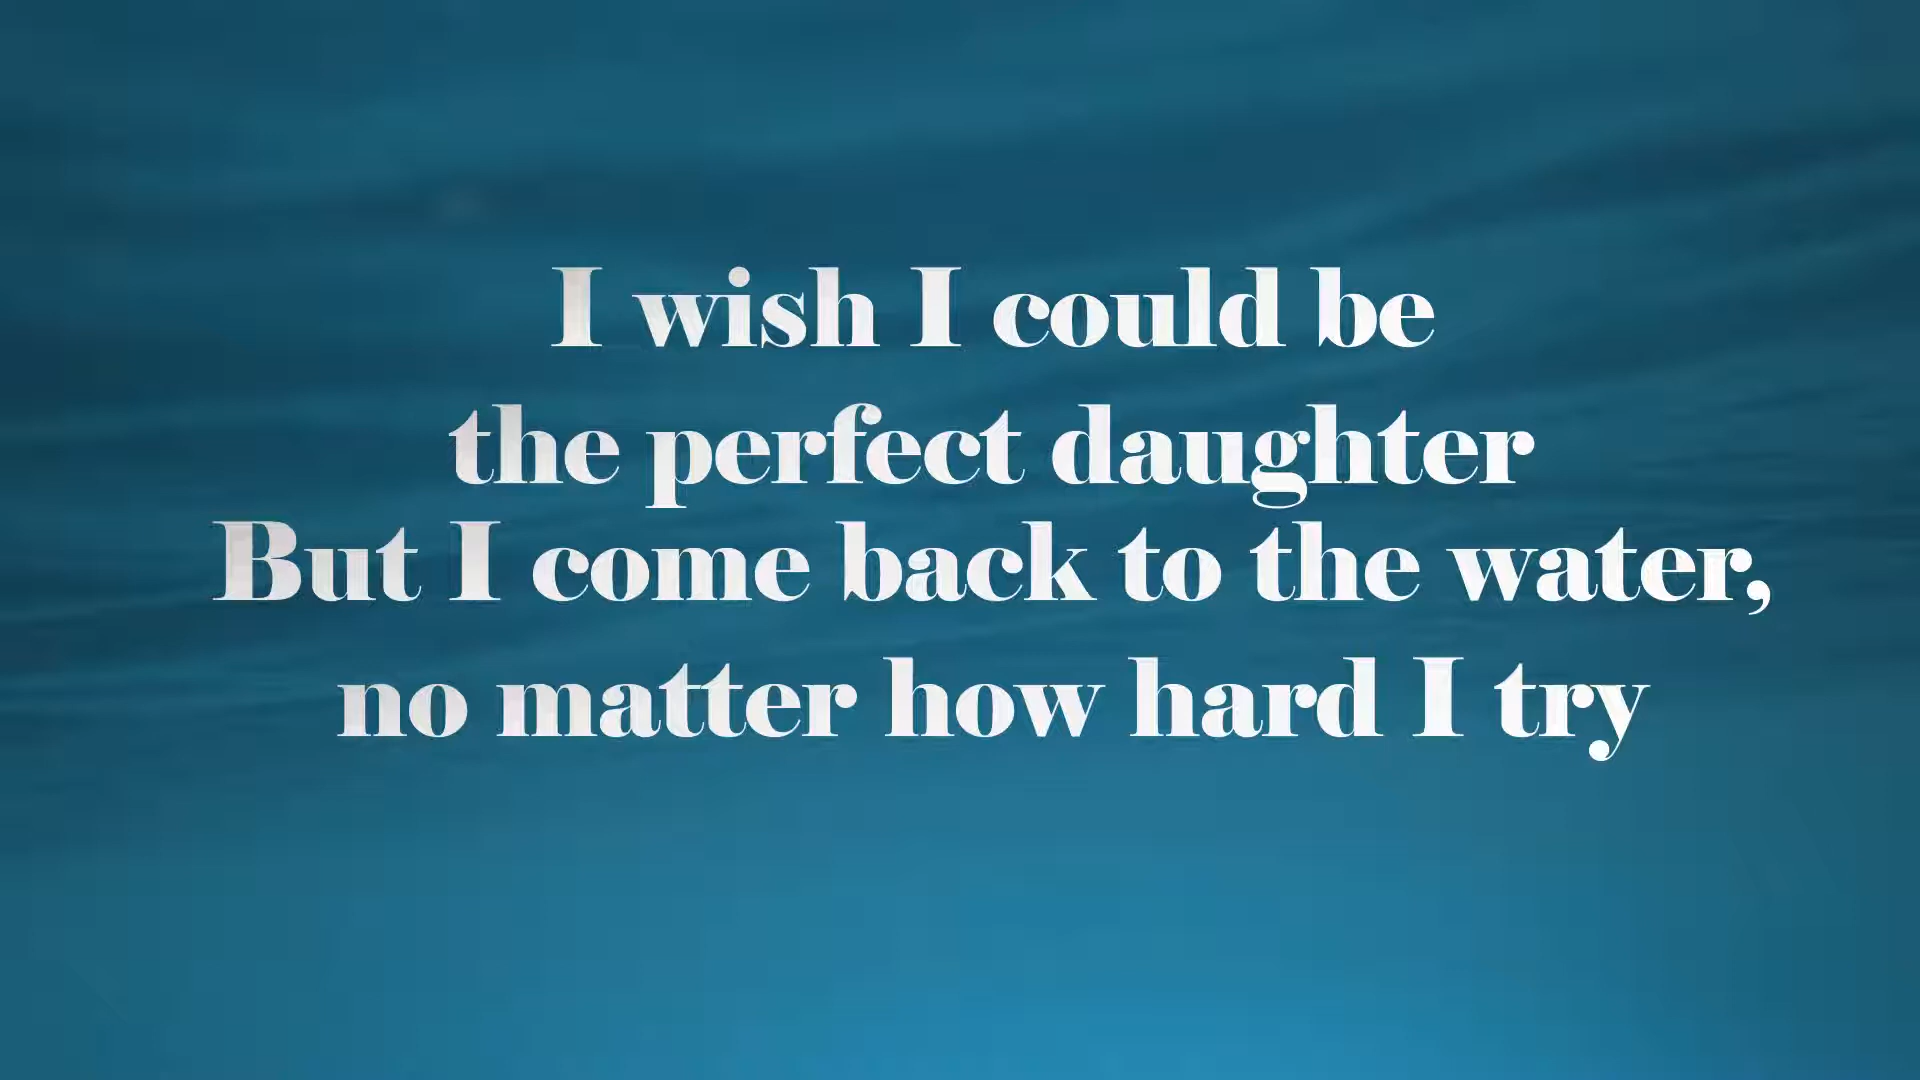 I wish I could be
the perfect daughter
But I come back to the water,
no matter how hard I try